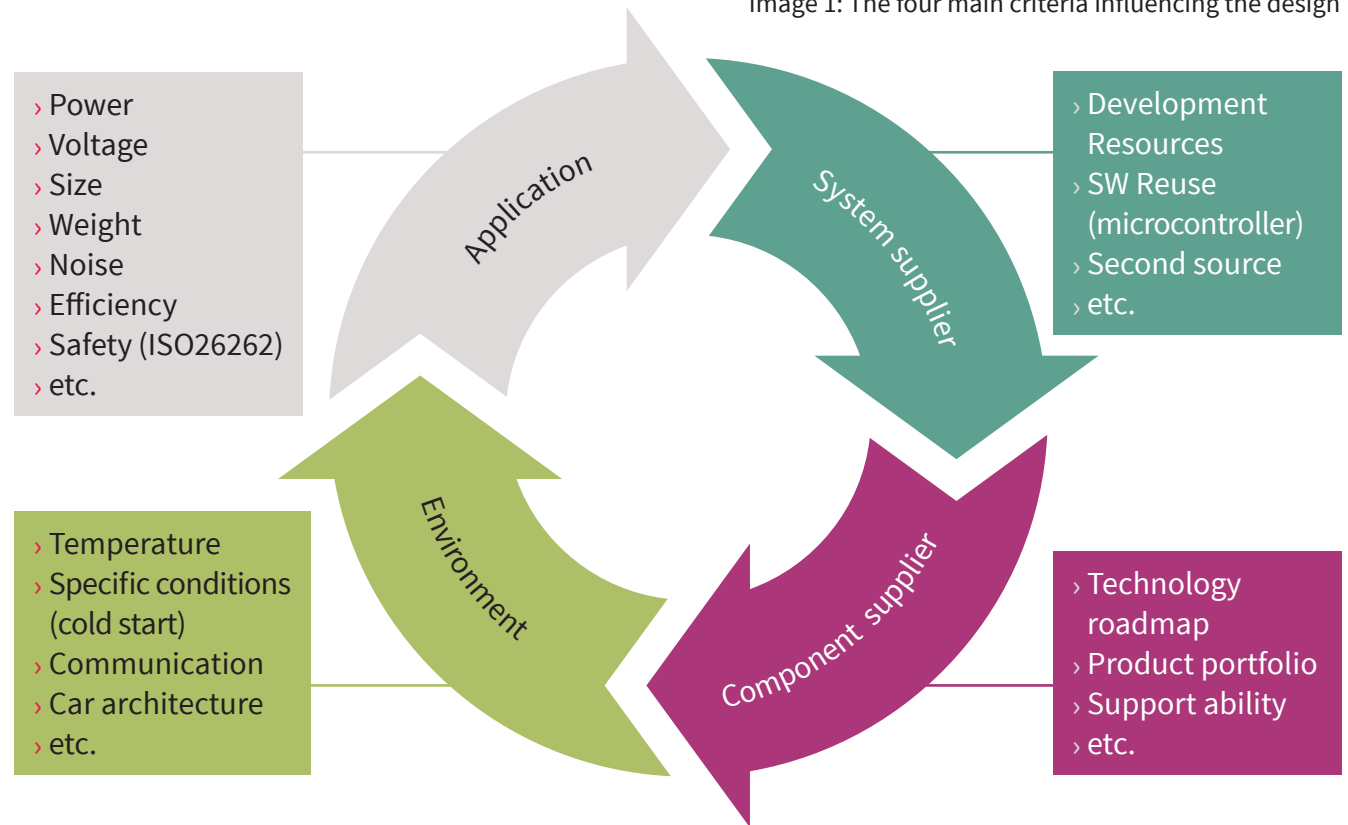 Image 1: The four main criteria influencing the design
› Power
› Voltage
› Size
› Weight
› Noise
› Efficiency
› Safety (ISO26262)
› etc.
Application
System supplier
› Development
Resources
› SW Reuse
(microcontroller)
› Second source
› etc.
› Temperature
› Specific conditions
(cold start)
› Communication
› Car architecture
› etc.
Environment
Component supplier
› Technology
roadmap
› Product portfolio
› Support ability
› etc.